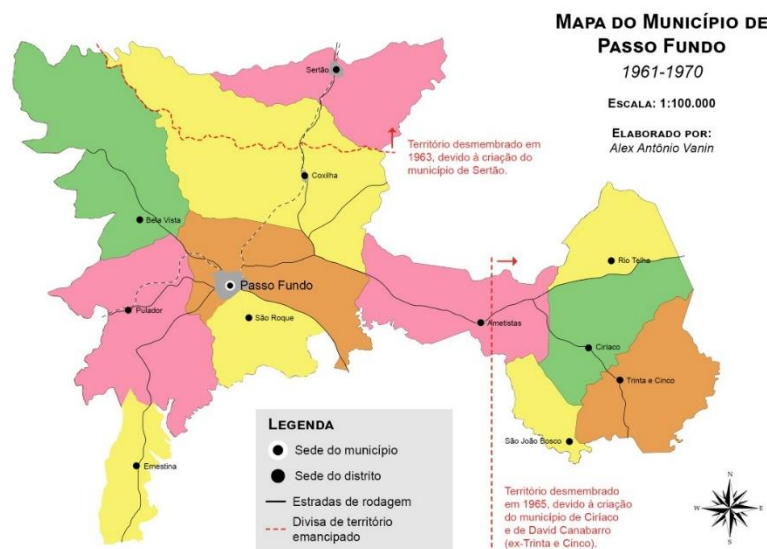 MAPA DO MUNICÍPIO DE
PASSO FUNDO
1961-1970
ESCALA: 1:100.000
ELABORADO POR:
Alex Antônio Vanin
Sertão
Território desmembrado em
1963, devido à criação do
município de Sertão.
Coxilha
Bela Vista
Rio Telha
Passo Fundo
Pulador
São Roque
Ametistas
Ciríaco
Trinta e Cinco
São João Bosco
Ernestina
LEGENDA
Sede do município
Sede do distrito
Estradas de rodagem
Divisa de território
emancipado
Território desmembrado
em 1965, devido à criação
do município de Ciríaco
e de David Canabarro
(ex-Trinta e Cinco).
N
W
E
S